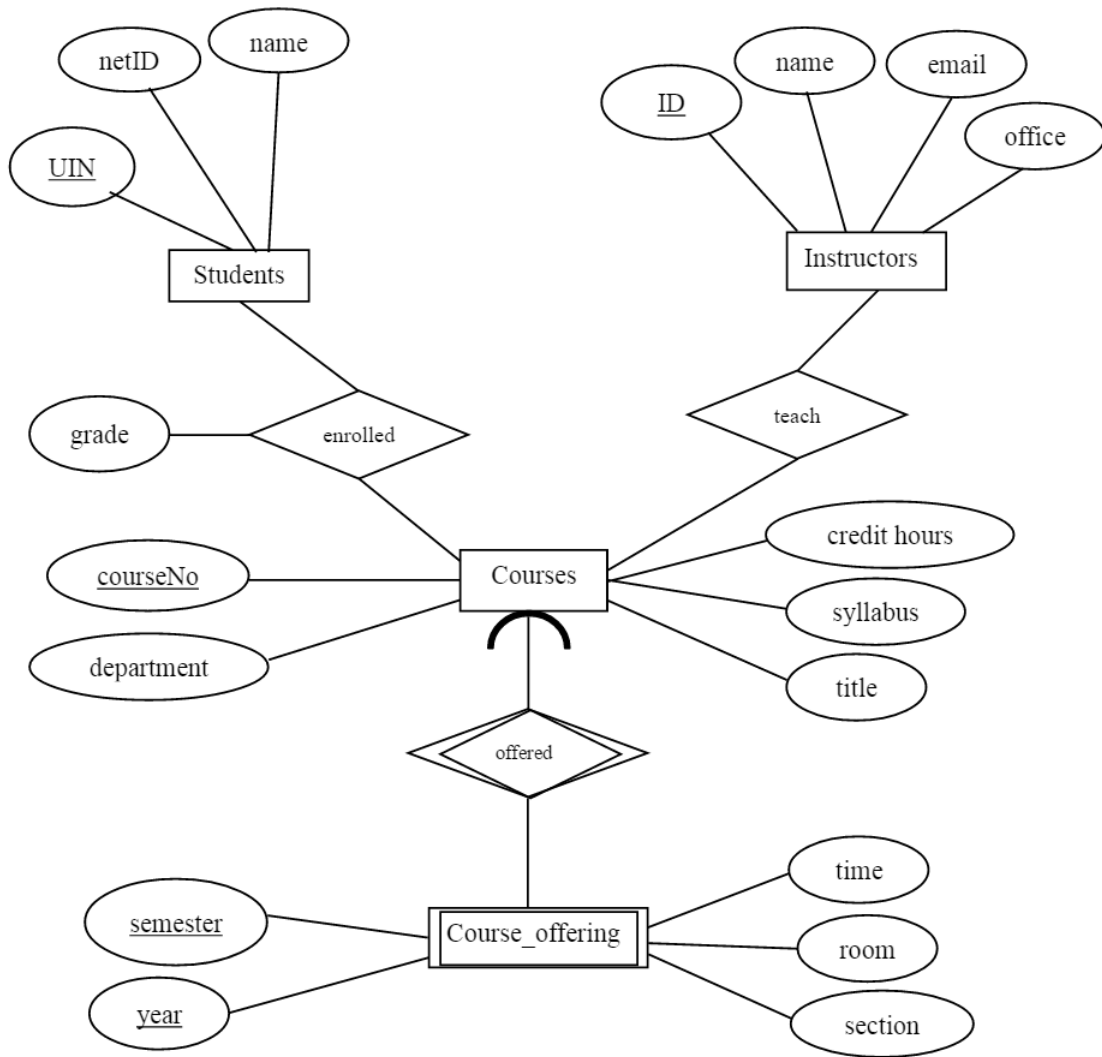 name
netID
UIN
Students
name
email
ID
office
Instructors
enrolled
grade
teach
courseNo
department
Courses
credit hours
syllabus
title
offered
semester
year
Course_offering
time
room
section